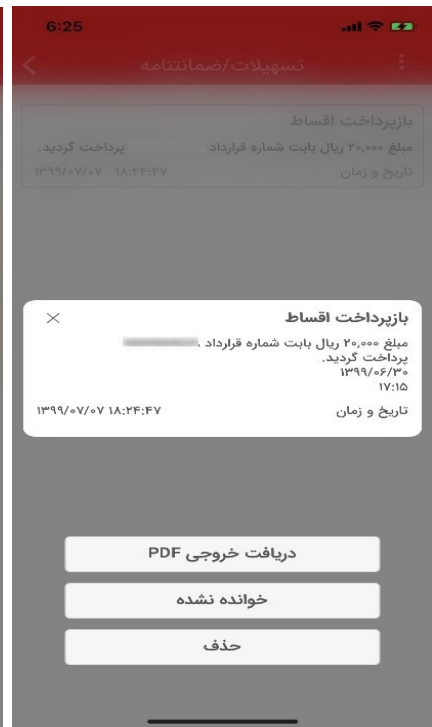 6:25
تسهیلات/ضمانتنامه
بازپرداخت اقساط
مبلغ ۲۰,۰۰۰ ریال بابت شماره قرارداد پرداخت گردید.
تاریخ و زمان ۱۳۹۹/۰۷/۰۷ ۱۸:۲۴:۴۷
بازپرداخت اقساط
مبلغ ۲۰,۰۰۰ ریال بابت شماره قرارداد
پرداخت گردید.
۱۳۹۹/۰۶/۳۰
۱۷:۱۵
تاریخ و زمان ۱۳۹۹/۰۷/۰۷ ۱۸:۲۴:۴۷
دریافت خروجی PDF
خوانده نشده
حذف